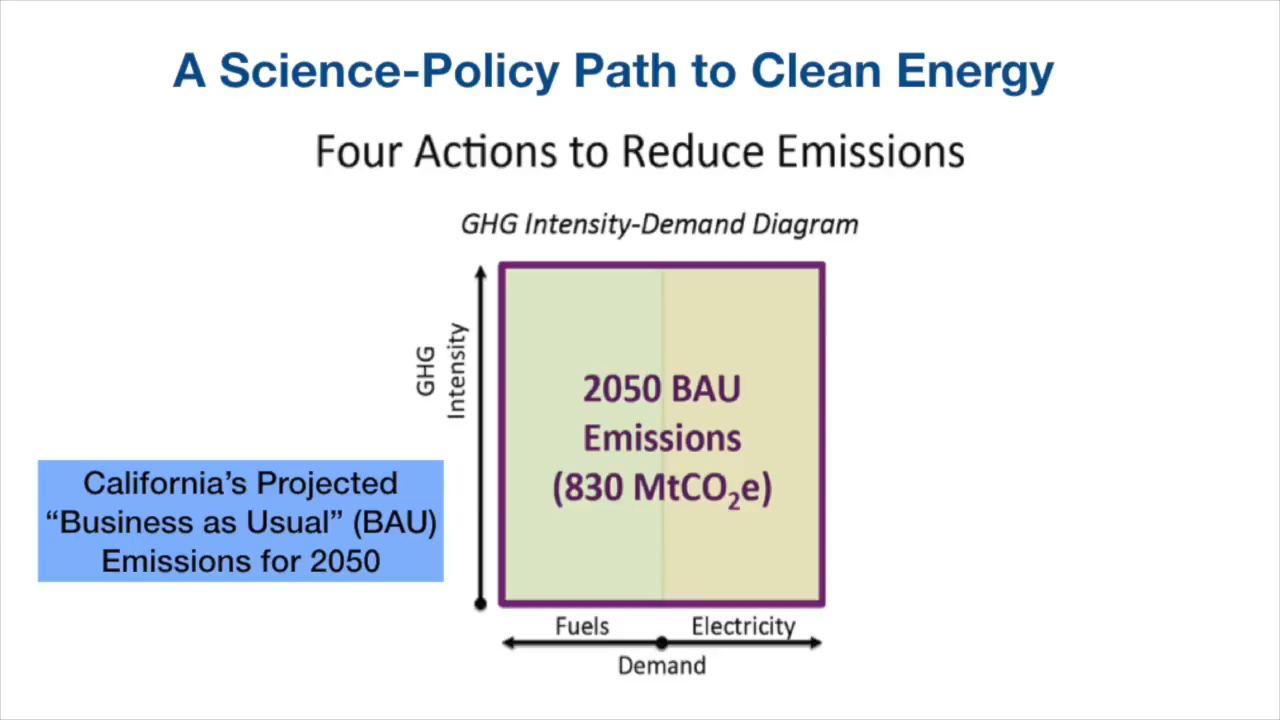 A Science-Policy Path to Clean Energy
Four Actions to Reduce Emissions
GHG Intensity-Demand Diagram
GHG
Intensity
2050 BAU
Emissions
(830 MtCO₂e)
California’s Projected
“Business as Usual” (BAU)
Emissions for 2050
Fuels
Electricity
Demand